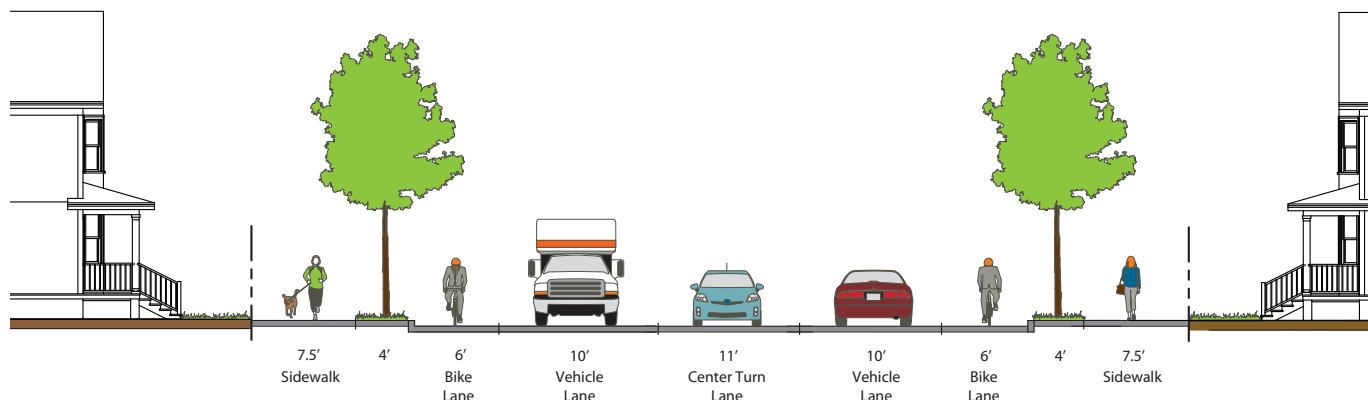 7.5’ 4’ 6’ 10’ 11’ 10’ 6’ 4’ 7.5’
Sidewalk Bike Vehicle Center Turn Vehicle Bike Sidewalk
Lane Lane Lane Lane Lane